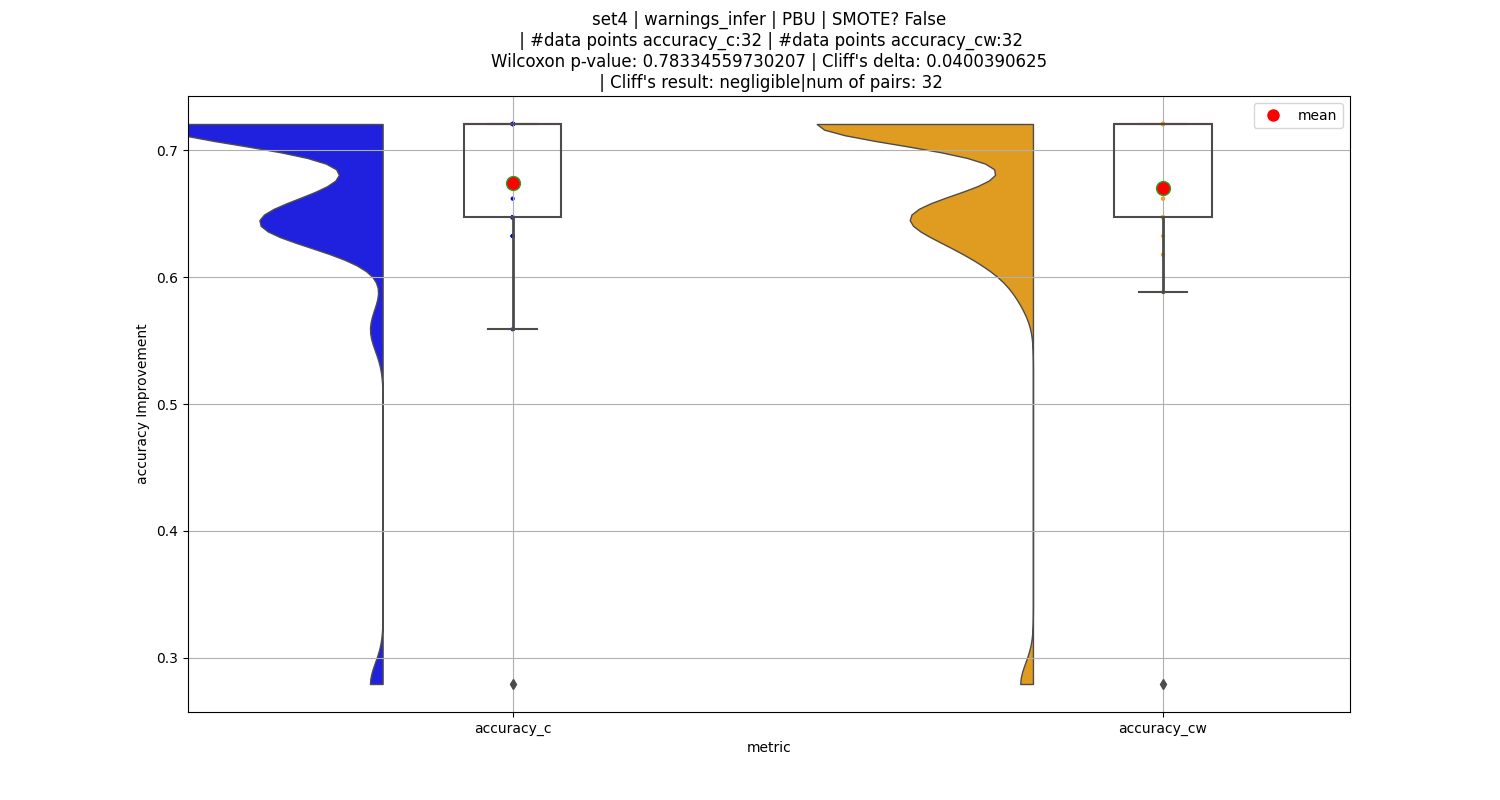 set4 | warnings_infer | PBU | SMOTE? False
| #data points accuracy_c:32 | #data points accuracy_cw:32
Wilcoxon p-value: 0.78334559730207 | Cliff's delta: 0.0400390625
| Cliff's result: negligible|num of pairs: 32
mean
0.7
0.6
0.5
0.4
0.3
accuracy Improvement
accuracy_c
accuracy_cw
metric